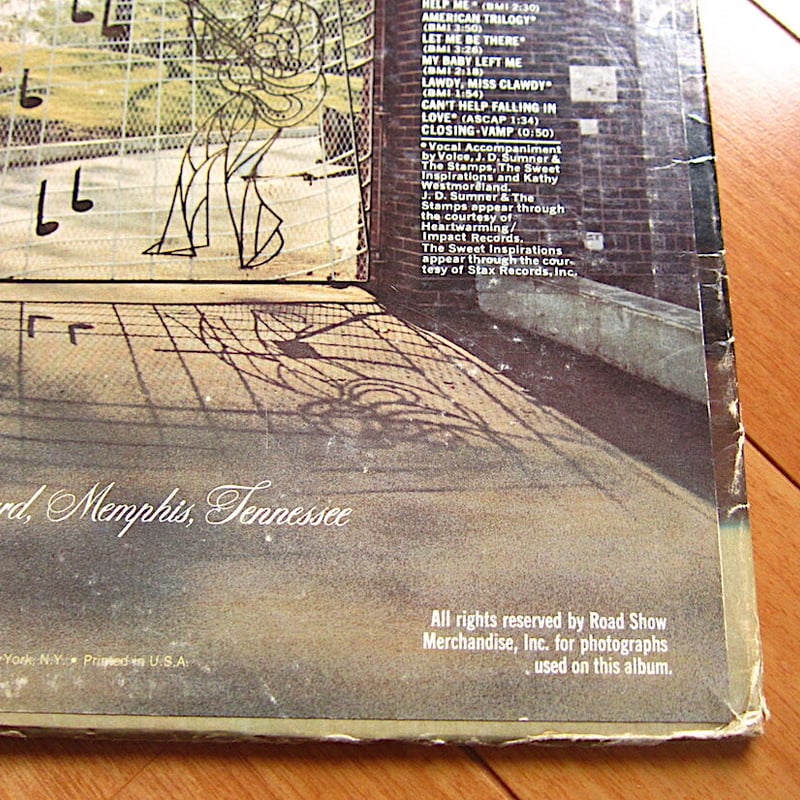 HELP ME* (BMI 2:30)
AMERICAN TRILOGY*
(BMI 3:50)
LET ME BE THERE*
(BMI 3:26)
MY BABY LEFT ME
(BMI 2:18)
LAWDY, MISS CLAWDY*
(BMI 1:54)
CAN'T HELP FALLING IN
LOVE* (ASCAP 1:34)
CLOSING-VAMP (0:50)
*Vocal Accompaniment
by Voice, J. D. Sumner &
The Stamps, The Sweet
Inspirations and Kathy
Westmoreland.
J. D. Sumner & The
Stamps appear through
the courtesy of
Heartwarming/
Impact Records.
The Sweet Inspirations
appear through the cour-
tesy of Stax Records, Inc.
rd, Memphis, Tennessee
All rights reserved by Road Show
Merchandise, Inc. for photographs
used on this album.
York, N.Y. • Printed in U.S.A.